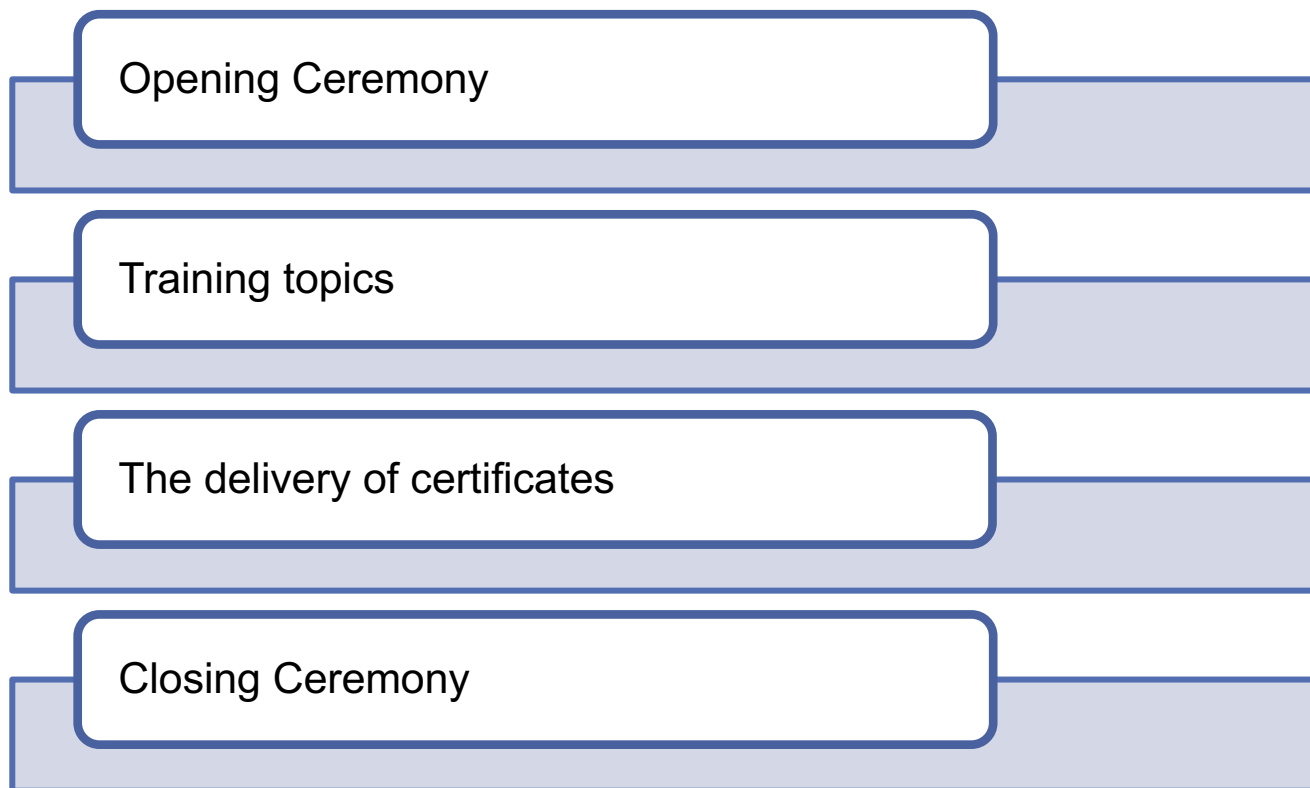 Opening Ceremony
Training topics
The delivery of certificates
Closing Ceremony